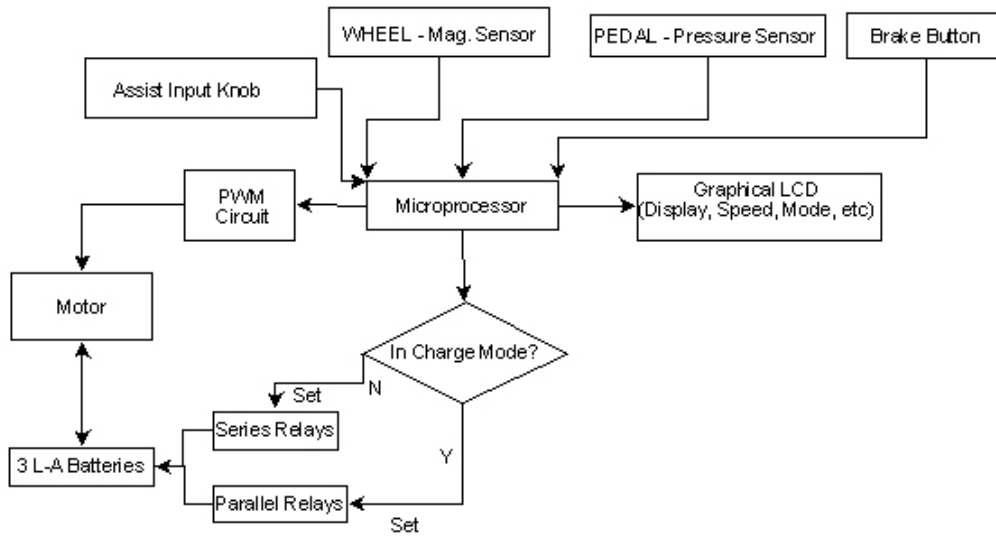 WHEEL - Mag. Sensor
PEDAL - Pressure Sensor
Brake Button
Assist Input Knob
PWM
Circuit
Microprocessor
Graphical LCD
(Display, Speed, Mode, etc)
Motor
In Charge Mode?
N
Set
Series Relays
Y
3 L-A Batteries
Parallel Relays
Set